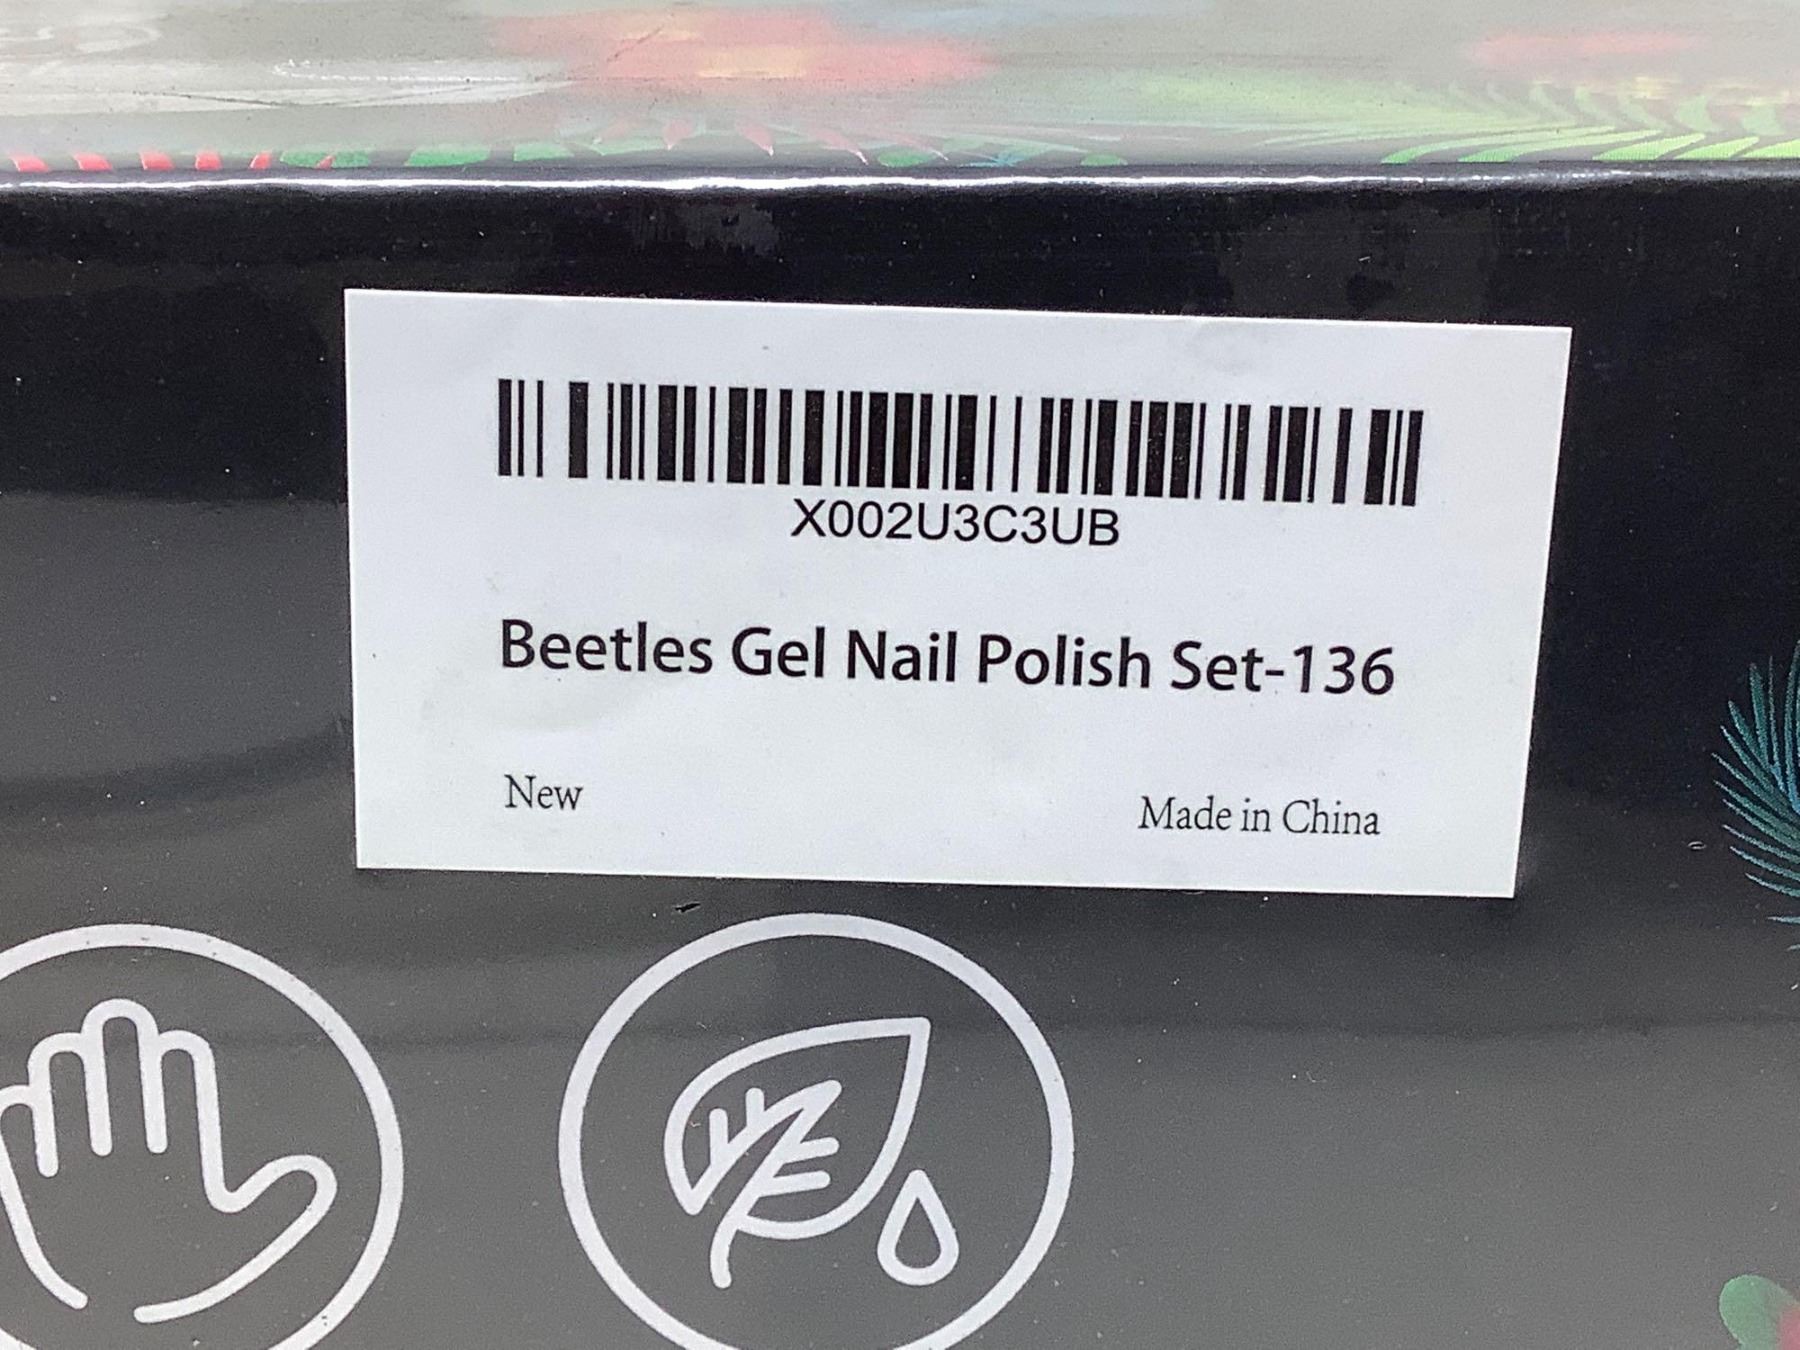 X002U3C3UB
Beetles Gel Nail Polish Set-136
New
Made in China